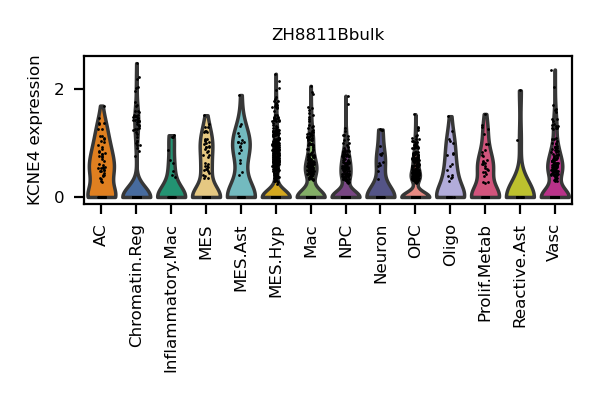 ZH8811Bbulk
KCNE4 expression
2
0
AC
Chromatin.Reg
Inflammatory.Mac
MES
MES.Ast
MES.Hyp
Mac
NPC
Neuron
OPC
Oligo
Prolif.Metab
Reactive.Ast
Vasc